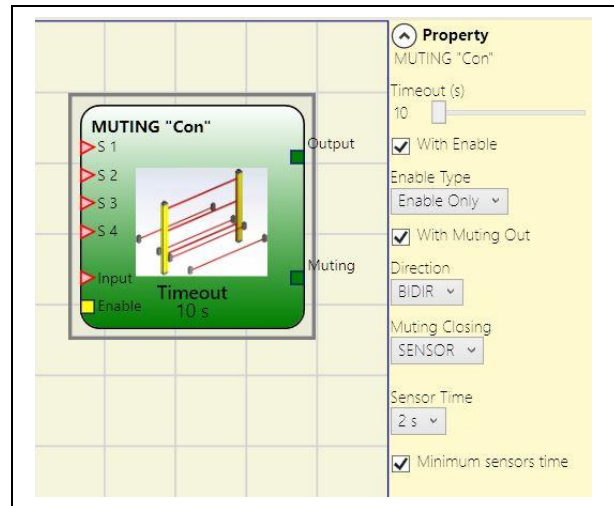 MUTING "Con"
S 1
S 2
S 3
S 4
Input
Enable
Output
Muting
Timeout
10 s
Property
MUTING "Con"
Timeout (s)
10
With Enable
Enable Type
Enable Only
With Muting Out
Direction
BIDIR
Muting Closing
SENSOR
Sensor Time
2 s
Minimum sensors time